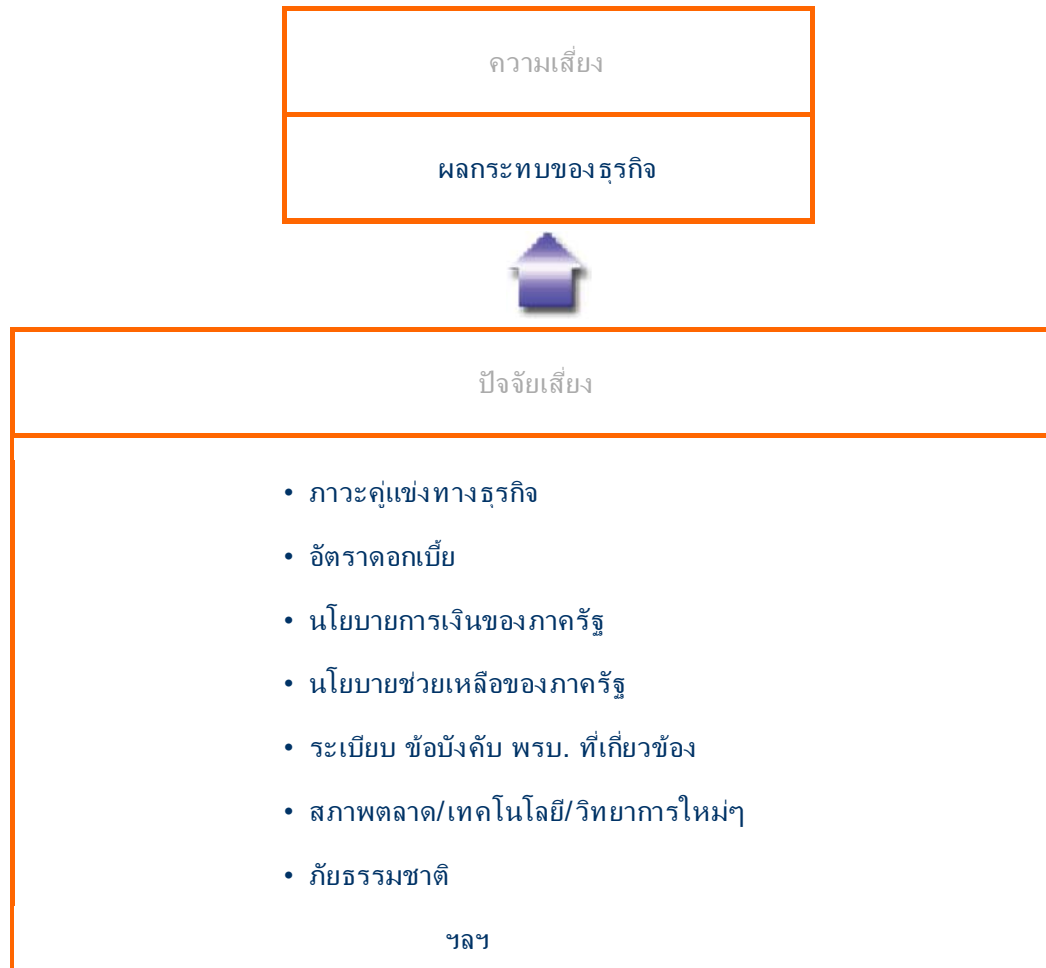 ความเสี่ยง
ผลกระทบของธุรกิจ
ปัจจัยเสี่ยง
• ภาวะคู่แข่งทางธุรกิจ
• อัตราดอกเบี้ย
• นโยบายการเงินของภาครัฐ
• นโยบายช่วยเหลือของภาครัฐ
• ระเบียบ ข้อบังคับ พรบ. ที่เกี่ยวข้อง
• สภาพตลาด/เทคโนโลยี/วิทยาการใหม่ๆ
• ภัยธรรมชาติ
ฯลฯ